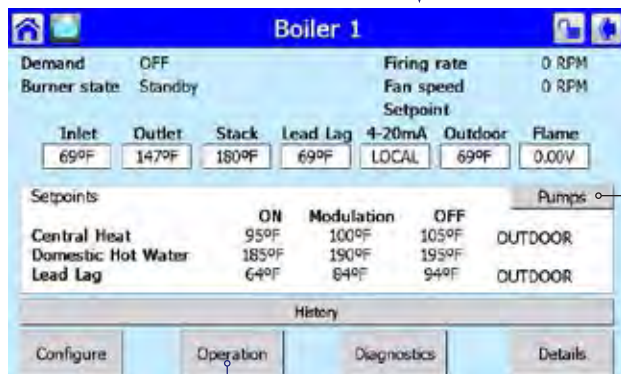 Boiler 1
Demand OFF Firing rate 0 RPM
Burner state Standby Fan speed 0 RPM
Setpoint
Inlet Outlet Stack Lead Lag 4-20mA Outdoor Flame
69ºF 147ºF 180ºF 69ºF LOCAL 69ºF 0.00V
Setpoints Pumps
ON Modulation OFF
Central Heat 95ºF 100ºF 105ºF OUTDOOR
Domestic Hot Water 185ºF 190ºF 195ºF
Lead Lag 64ºF 84ºF 94ºF OUTDOOR
History
Configure Operation Diagnostics Details